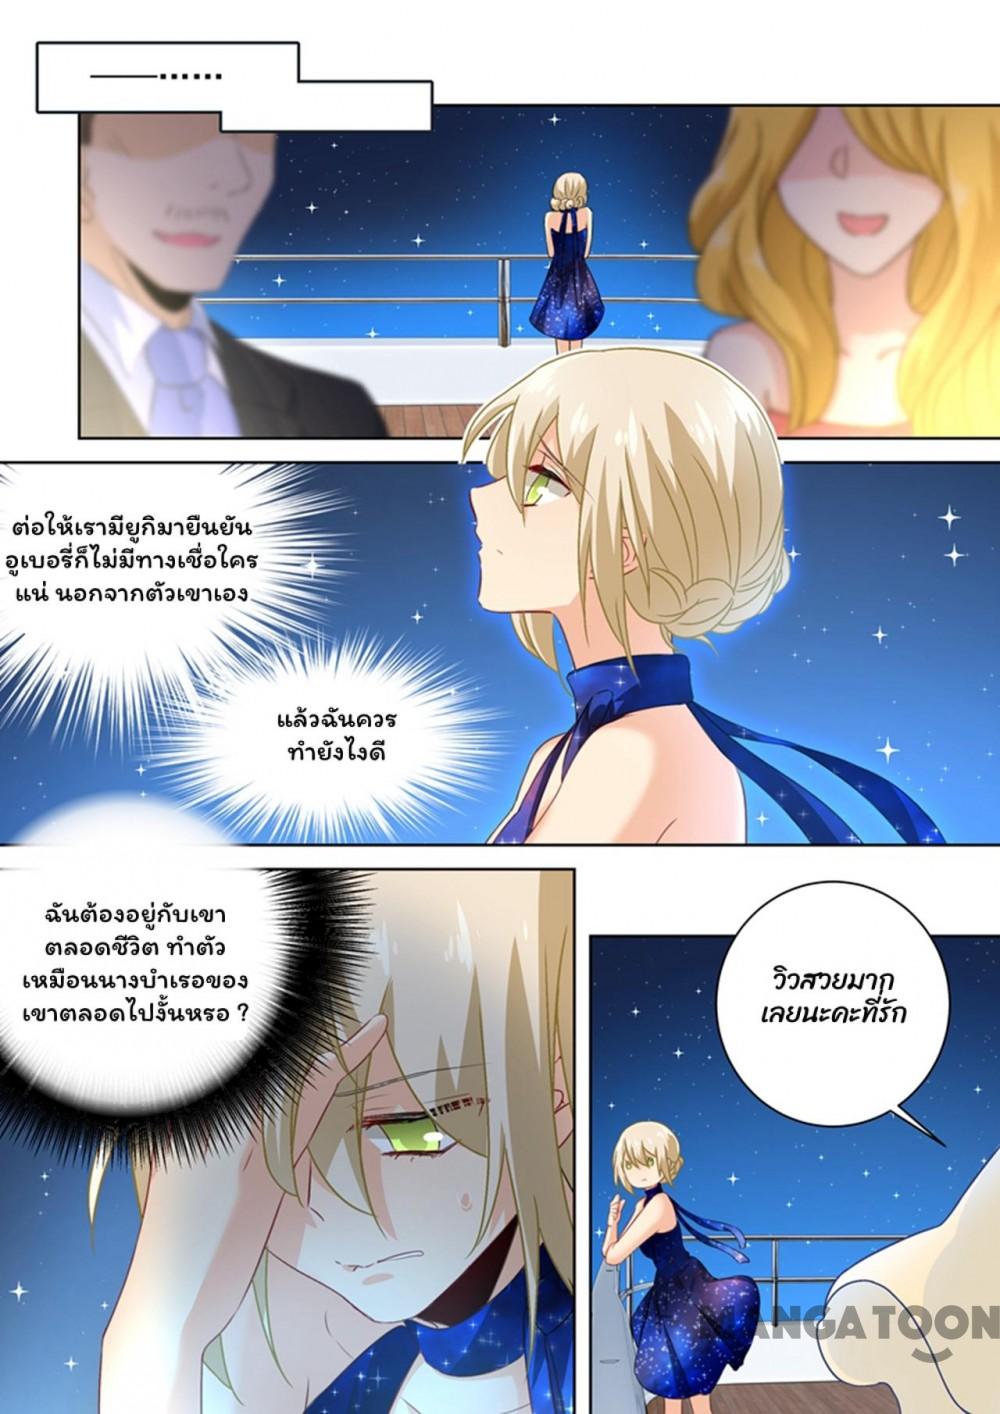 ———……
ต่อให้เรามียูกิมายืนยัน
อูเบอรี่ก็ไม่มีทางเชื่อใคร
แน่ นอกจากตัวเขาเอง
แล้วฉันควร
ทำยังไงดี
ฉันต้องอยู่กับเขา
ตลอดชีวิต ทำตัว
เหมือนนางบำเรอของ
เขาตลอดไปงั้นหรอ ?
วิวสวยมาก
เลยนะคะที่รัก
MANGATOON